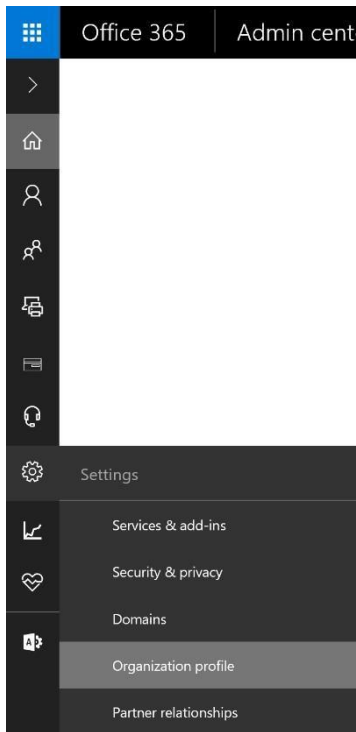 Office 365 Admin cent
Settings
Services & add-ins
Security & privacy
Domains
Organization profile
Partner relationships